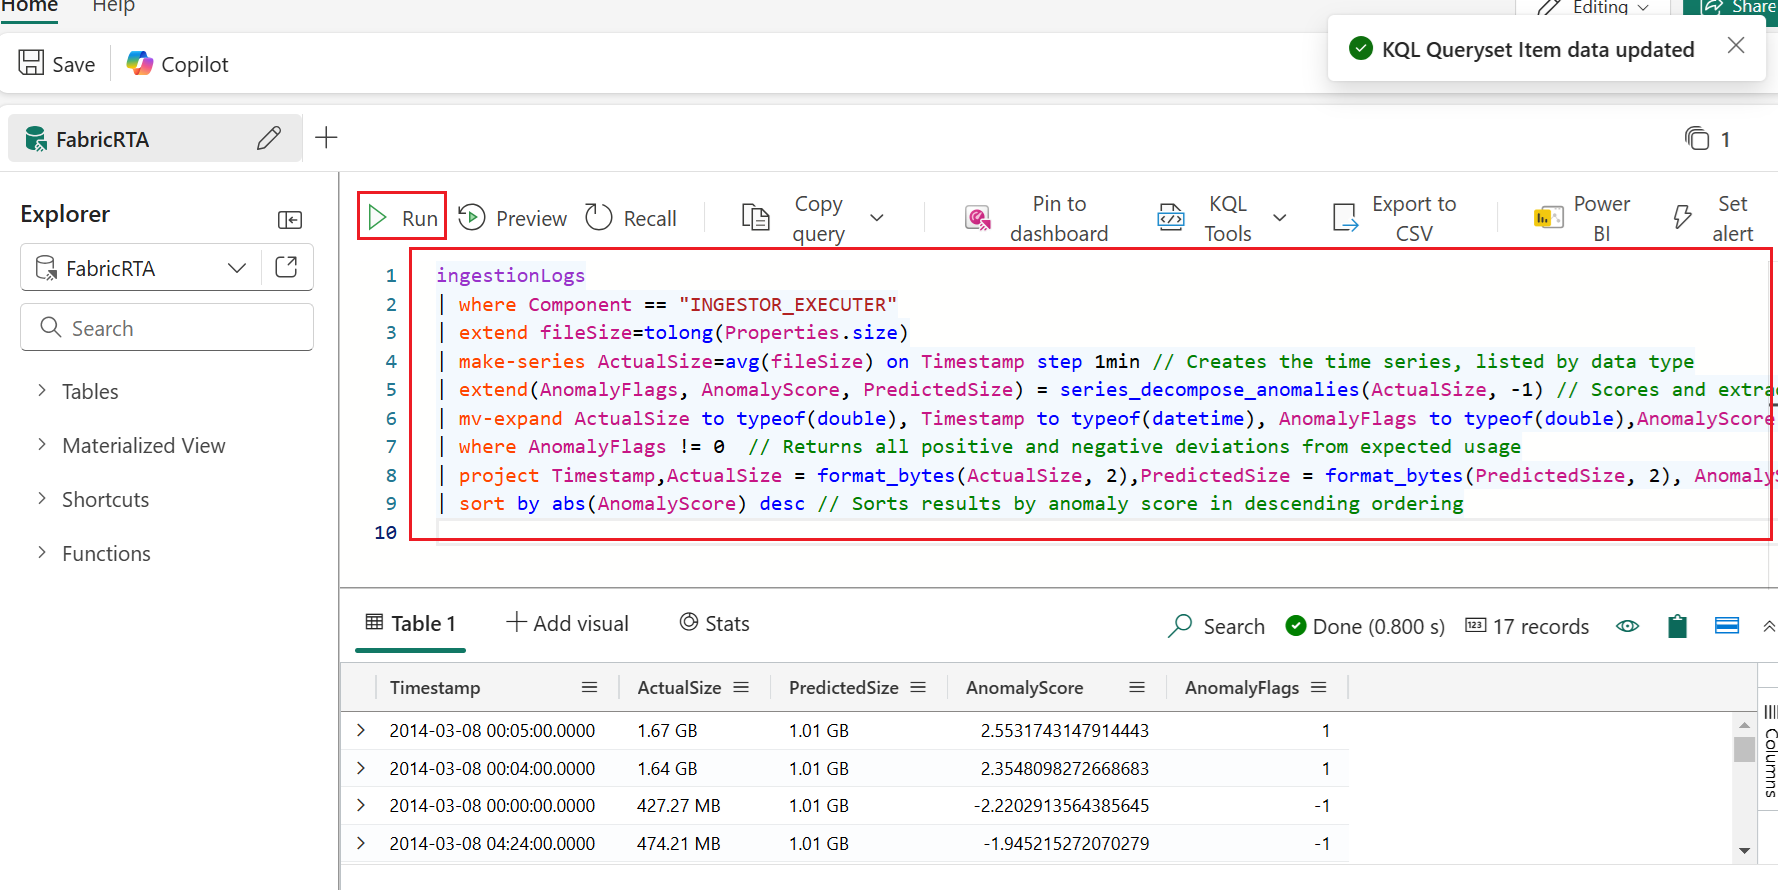 Home Help
Editing Share
Save Copilot
KQL Queryset Item data updated
FabricRTA
1
Explorer
Run Preview Recall Copy query Pin to dashboard KQL Tools Export to CSV Power BI Set alert
FabricRTA
Search
Tables
Materialized View
Shortcuts
Functions
1 ingestionLogs
2 | where Component == "INGESTOR_EXECUTER"
3 | extend fileSize=tolong(Properties.size)
4 | make-series ActualSize=avg(fileSize) on Timestamp step 1min // Creates the time series, listed by data type
5 | extend(AnomalyFlags, AnomalyScore, PredictedSize) = series_decompose_anomalies(ActualSize, -1) // Scores and extra
6 | mv-expand ActualSize to typeof(double), Timestamp to typeof(datetime), AnomalyFlags to typeof(double),AnomalyScore
7 | where AnomalyFlags != 0 // Returns all positive and negative deviations from expected usage
8 | project Timestamp,ActualSize = format_bytes(ActualSize, 2),PredictedSize = format_bytes(PredictedSize, 2), AnomalyS
9 | sort by abs(AnomalyScore) desc // Sorts results by anomaly score in descending ordering
10
Table 1 Add visual Stats Search Done (0.800 s) 123 17 records
Timestamp ActualSize PredictedSize AnomalyScore AnomalyFlags
2014-03-08 00:05:00.0000 1.67 GB 1.01 GB 2.5531743147914443 1
2014-03-08 00:04:00.0000 1.64 GB 1.01 GB 2.3548098272668683 1
2014-03-08 00:00:00.0000 427.27 MB 1.01 GB -2.2202913564385645 -1
2014-03-08 04:24:00.0000 474.21 MB 1.01 GB -1.945215272070279 -1
Columns